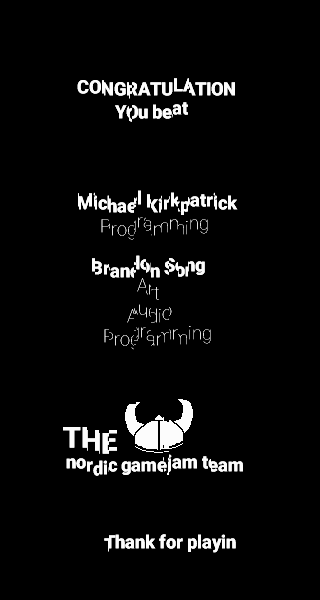 CONGRATULATION
You beat
Michael Kirkpatrick
Programming
Brandon Song
Art
Audio
Programming
THE
nordic gamejam team
Thank for playin